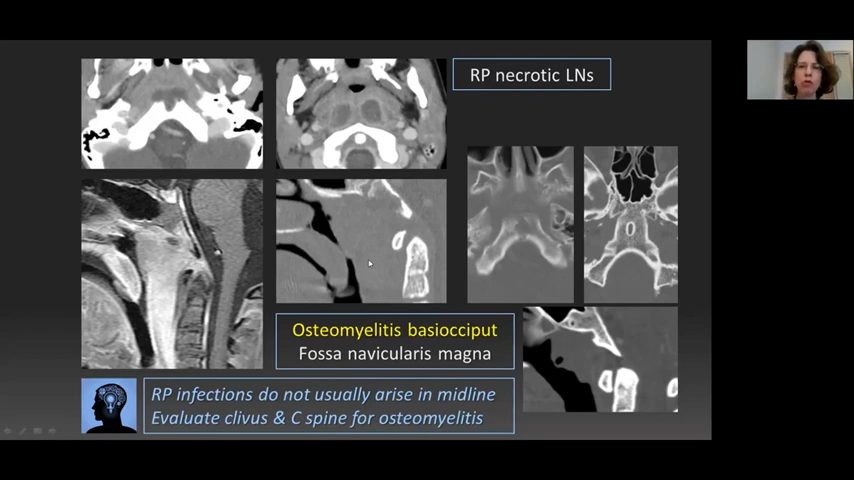 RP necrotic LNs
Osteomyelitis basiocciput
Fossa navicularis magna
RP infections do not usually arise in midline
Evaluate clivus & C spine for osteomyelitis